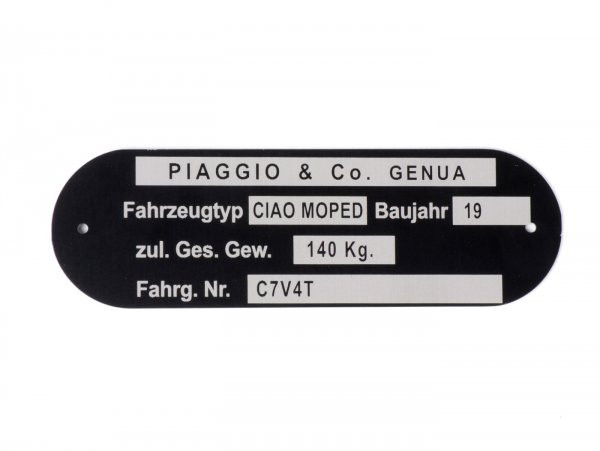 PIAGGIO & Co. GENUA
Fahrzeugtyp CIAO MOPED Baujahr 19
zul. Ges. Gew. 140 Kg.
Fahrg. Nr. C7V4T